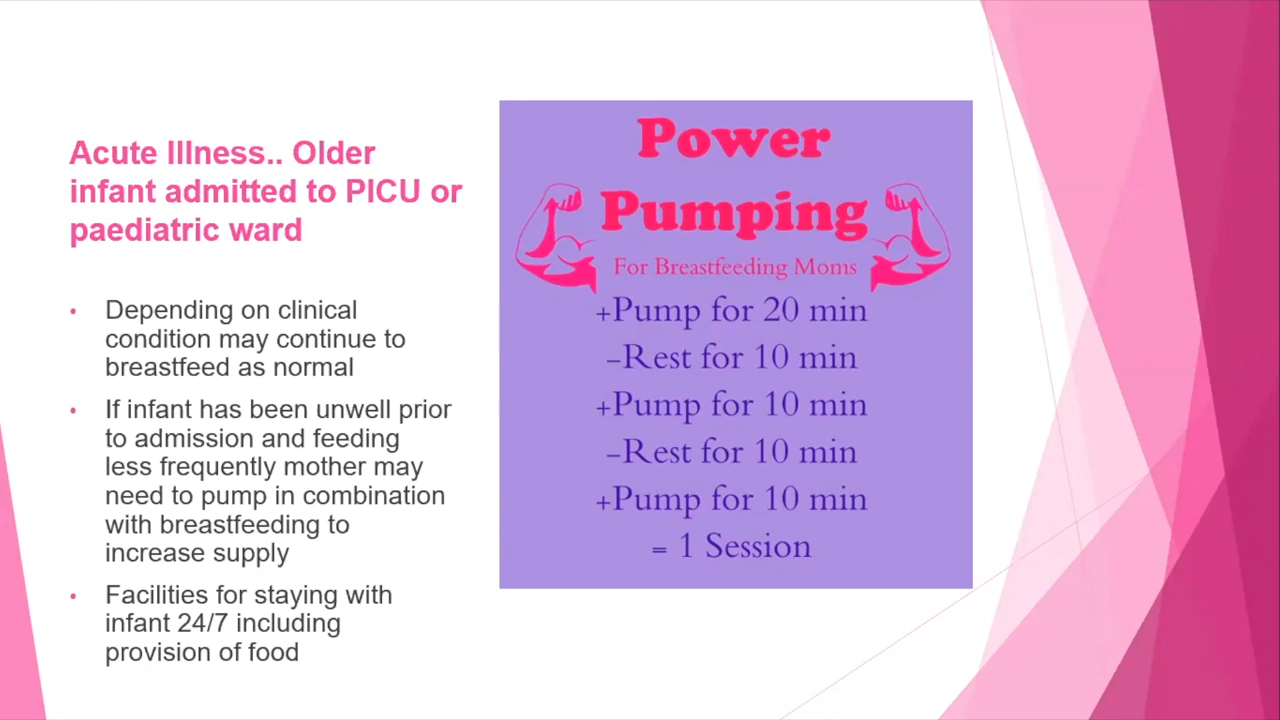 Acute Illness.. Older
infant admitted to PICU or
paediatric ward
• Depending on clinical
condition may continue to
breastfeed as normal
• If infant has been unwell prior
to admission and feeding
less frequently mother may
need to pump in combination
with breastfeeding to
increase supply
• Facilities for staying with
infant 24/7 including
provision of food
Power
Pumping
For Breastfeeding Moms
+Pump for 20 min
–Rest for 10 min
+Pump for 10 min
–Rest for 10 min
+Pump for 10 min
= 1 Session